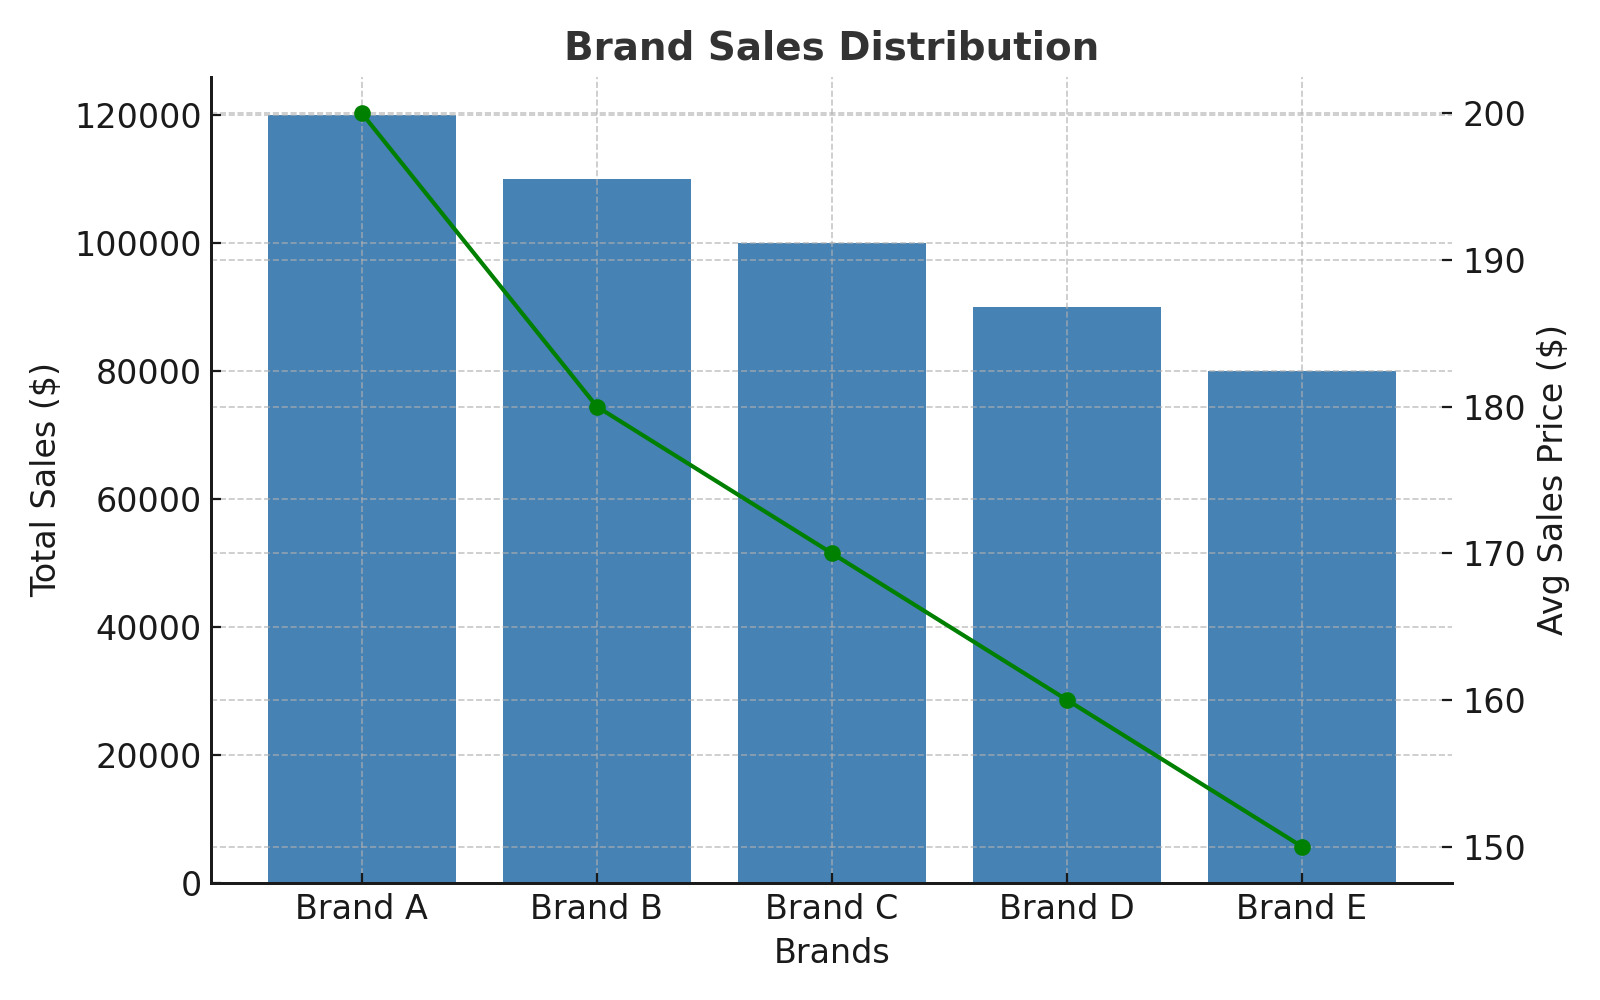 Brand Sales Distribution
Total Sales ($)
120000
100000
80000
60000
40000
20000
0
200
190
180
170
160
150
Avg Sales Price ($)
Brand A Brand B Brand C Brand D Brand E
Brands